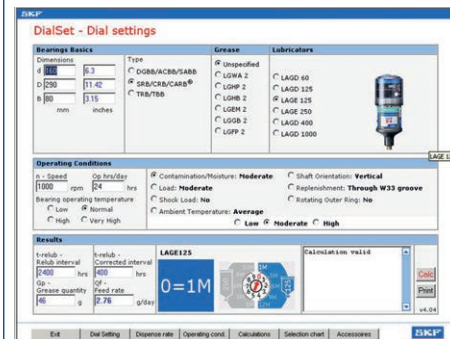 SKF
DialSet - Dial settings
Bearings Basics
Dimensions
d 6.3
D 290 11.42
B 80 3.15
mm inches
Type
DGBB/ACBB/SABB
SRB/CRB/CARB®
TRB/TBB
Grease
Unspecified
LGWA 2
LGHP 2
LGHB 2
LGEM 2
LGGB 2
LGFP 2
Lubricators
LAGD 60
LAGD 125
LAGE 125
LAGE 250
LAGD 400
LAGD 1000
LAGE 1
Operating Conditions
n - Speed Op hrs/day
1000 rpm 24 hrs
Bearing operating temperature
Low Normal
High Very High
Contamination/Moisture: Moderate
Load: Moderate
Shock Load: No
Ambient Temperature: Average
Shaft Orientation: Vertical
Replenishment: Through W33 groove
Rotating Outer Ring: No
Low Moderate High
Results
t-relub -
Relub interval
2400 hrs
Gp -
Grease quantity
46 g
t-relub -
Corrected interval
400 hrs
Qf -
Feed rate
2.76 g/day
LAGE125
0=1M
1M
125
Calculation valid
Calc
Print
v4.04
Exit Dial Setting Dispense rate Operating cond. Calculations Selection chart Accessoires SKF